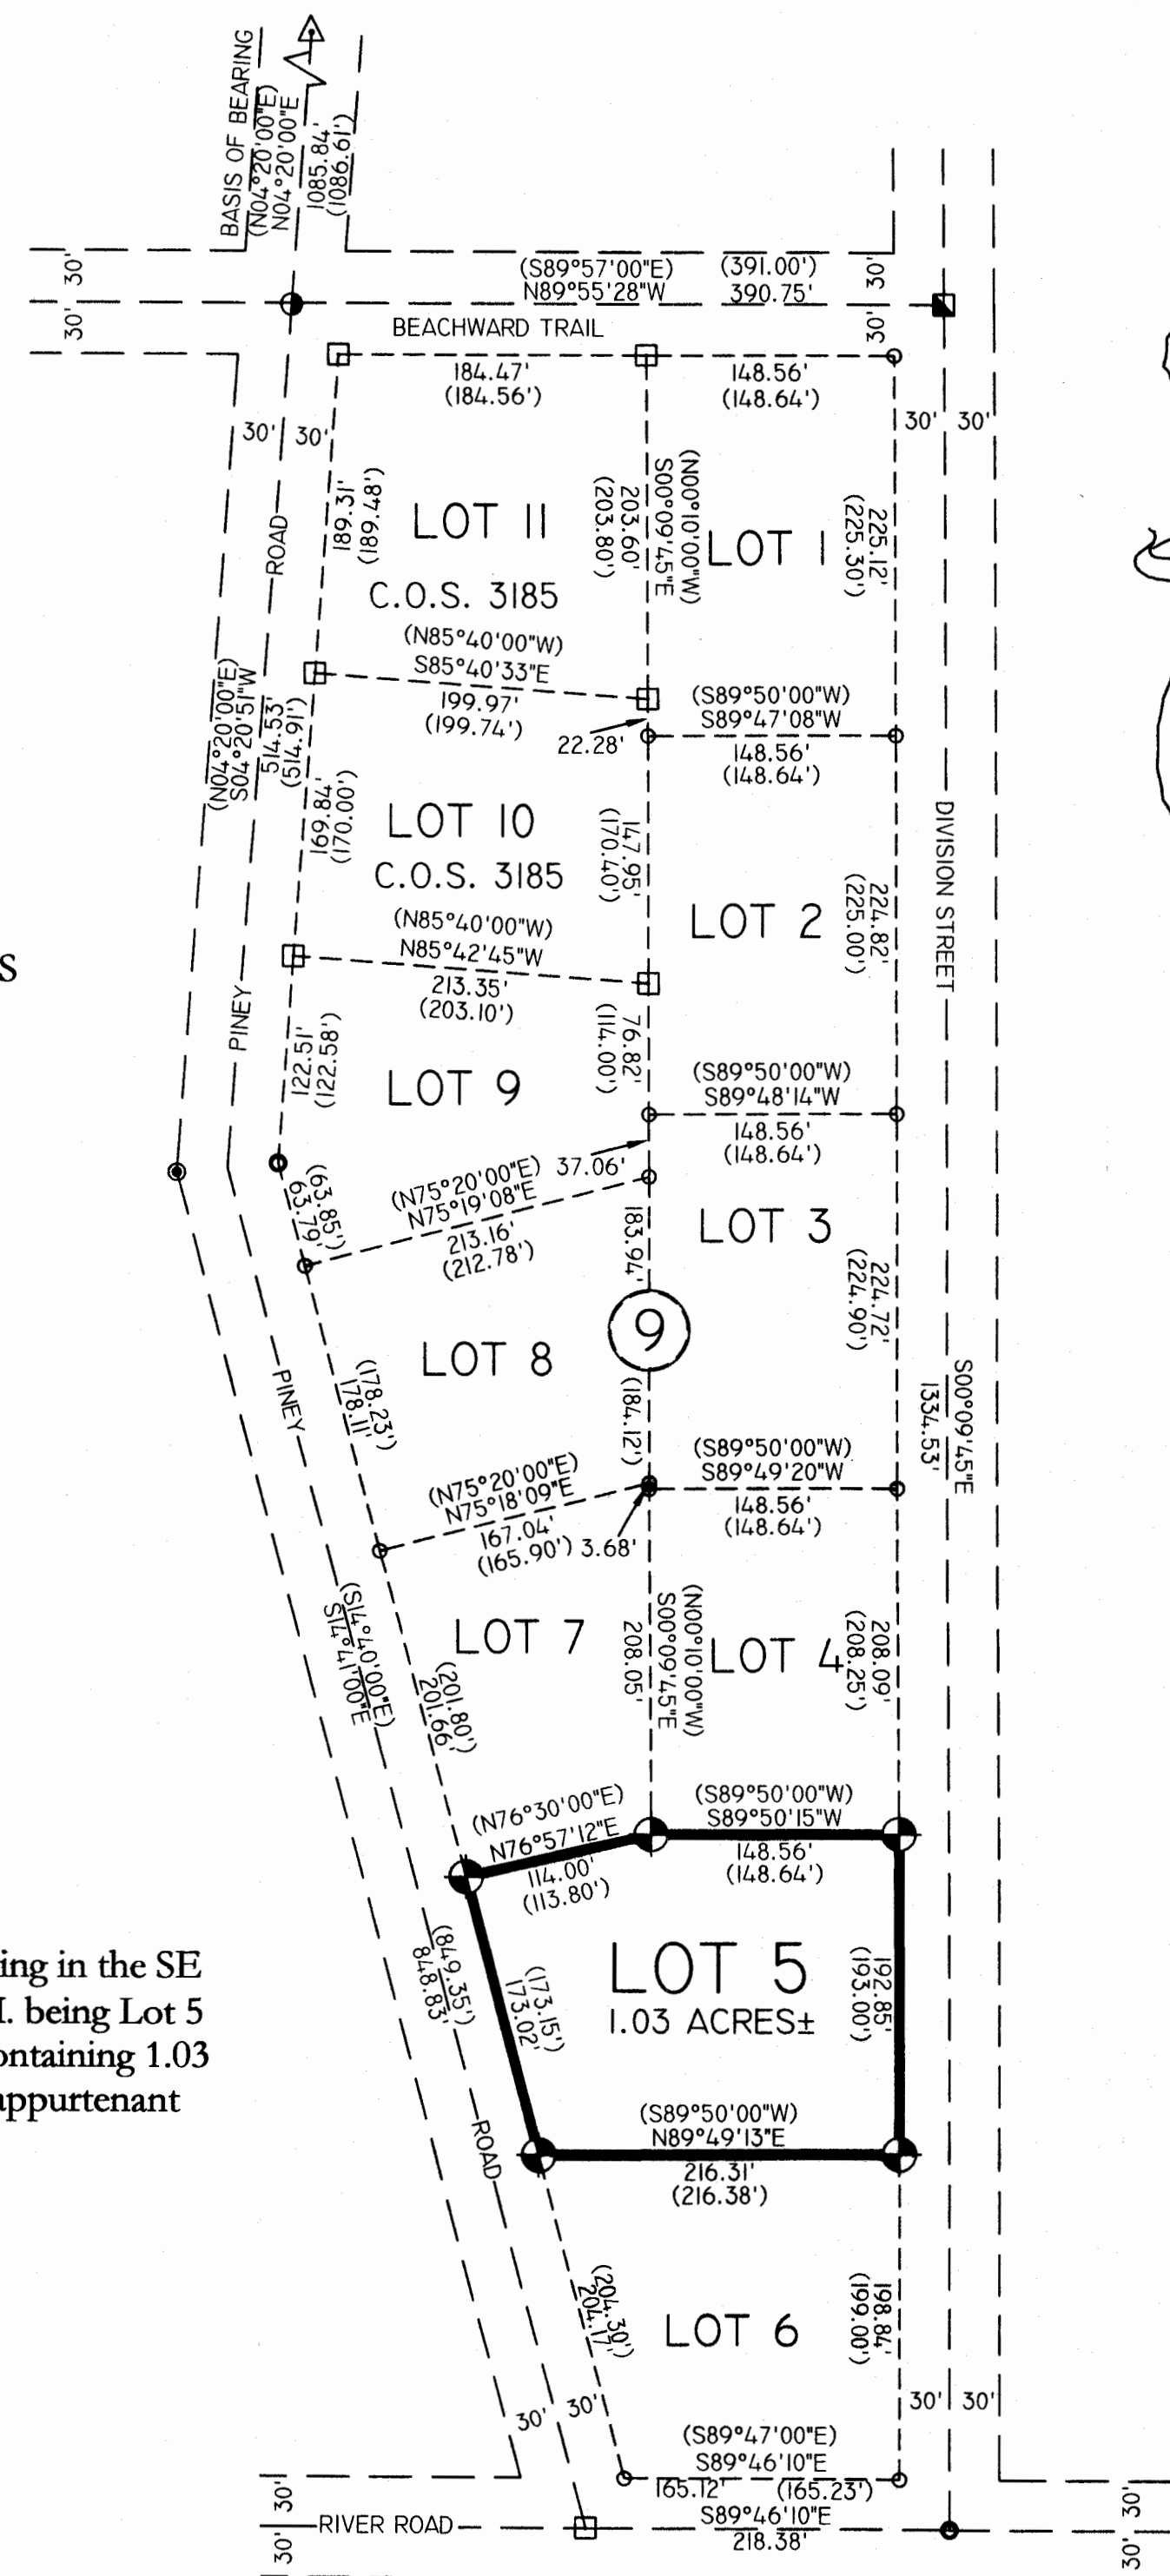 BASIS OF BEARING
(N04°20'00"E)
N04°20'00"E
1085.84'
(1086.61')
30'
30'
(S89°57'00"E) (391.00')
N89°55'28"W 390.75'
30'
30'
BEACHWARD TRAIL
184.47'
(184.56')
148.56'
(148.64')
30' 30'
30' 30'
189.31'
(189.48')
LOT 11
C.O.S. 3185
203.60'
(203.80')
(N00°10'00"W)
S00°09'45"E
LOT 1
225.12'
(225.30')
ROAD
(N85°40'00"W)
S85°40'33"E
199.97'
(199.74')
22.28'
(S89°50'00"W)
S89°47'08"W
148.56'
(148.64')
(N04°20'00"E)
S04°20'51"W
514.53'
(514.91')
169.84'
(170.00')
LOT 10
C.O.S. 3185
147.95'
(170.40')
LOT 2
224.82'
(225.00')
DIVISION STREET
(N85°40'00"W)
N85°42'45"W
213.35'
(203.10')
S
PINEY
122.51'
(122.58')
LOT 9
76.82'
(114.00')
(S89°50'00"W)
S89°48'14"W
148.56'
(148.64')
37.06'
(63.85')
63.79'
(N75°20'00"E)
N75°19'08"E
213.16'
(212.78')
183.94'
LOT 3
224.72'
(224.90')
9
LOT 8
(184.12')
PINEY
(178.23')
178.11'
S00°09'45"E
1334.53'
(S89°50'00"W)
S89°49'20"W
148.56'
(148.64')
(N75°20'00"E)
N75°18'09"E
167.04'
(165.90') 3.68'
(S14°40'00"E)
S14°41'00"E
LOT 7
(201.80')
201.66'
208.05'
(N00°10'00"W)
S00°09'45"E
LOT 4
208.09'
(208.25')
(N76°30'00"E)
N76°57'12"E
114.00'
(113.80')
(S89°50'00"W)
S89°50'15"W
148.56'
(148.64')
(849.35')
848.83'
(173.15')
173.02'
LOT 5
1.03 ACRES±
192.85'
(193.00')
ing in the SE
I. being Lot 5
ontaining 1.03
appurtenant
ROAD
(S89°50'00"W)
N89°49'13"E
216.31'
(216.38')
(204.30')
204.17'
LOT 6
198.84'
(199.00')
30' 30'
30' 30'
(S89°47'00"E)
S89°46'10"E
165.12' (165.23')
30'
30'
RIVER ROAD
S89°46'10"E
218.38'
30'
30'